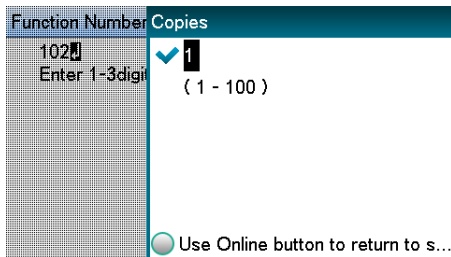 Function Number
102
Enter 1-3digi
Copies
1
( 1 - 100 )
Use Online button to return to s...